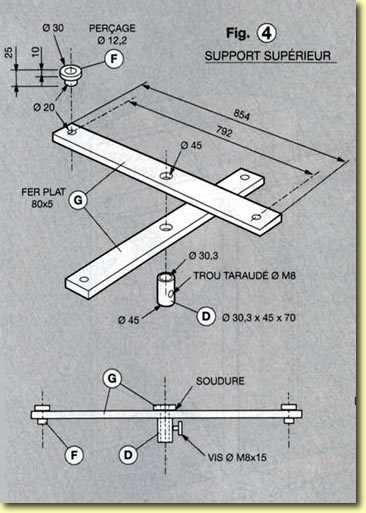 Fig. 4
SUPPORT SUPÉRIEUR
Ø 30
PERÇAGE
Ø 12,2
F
25
10
Ø 20
854
792
Ø 45
FER PLAT
80x5
G
Ø 30,3
TROU TARAUDÉ Ø M8
Ø 45
D
Ø 30,3 x 45 x 70
G
SOUDURE
F
D
VIS Ø M8x15